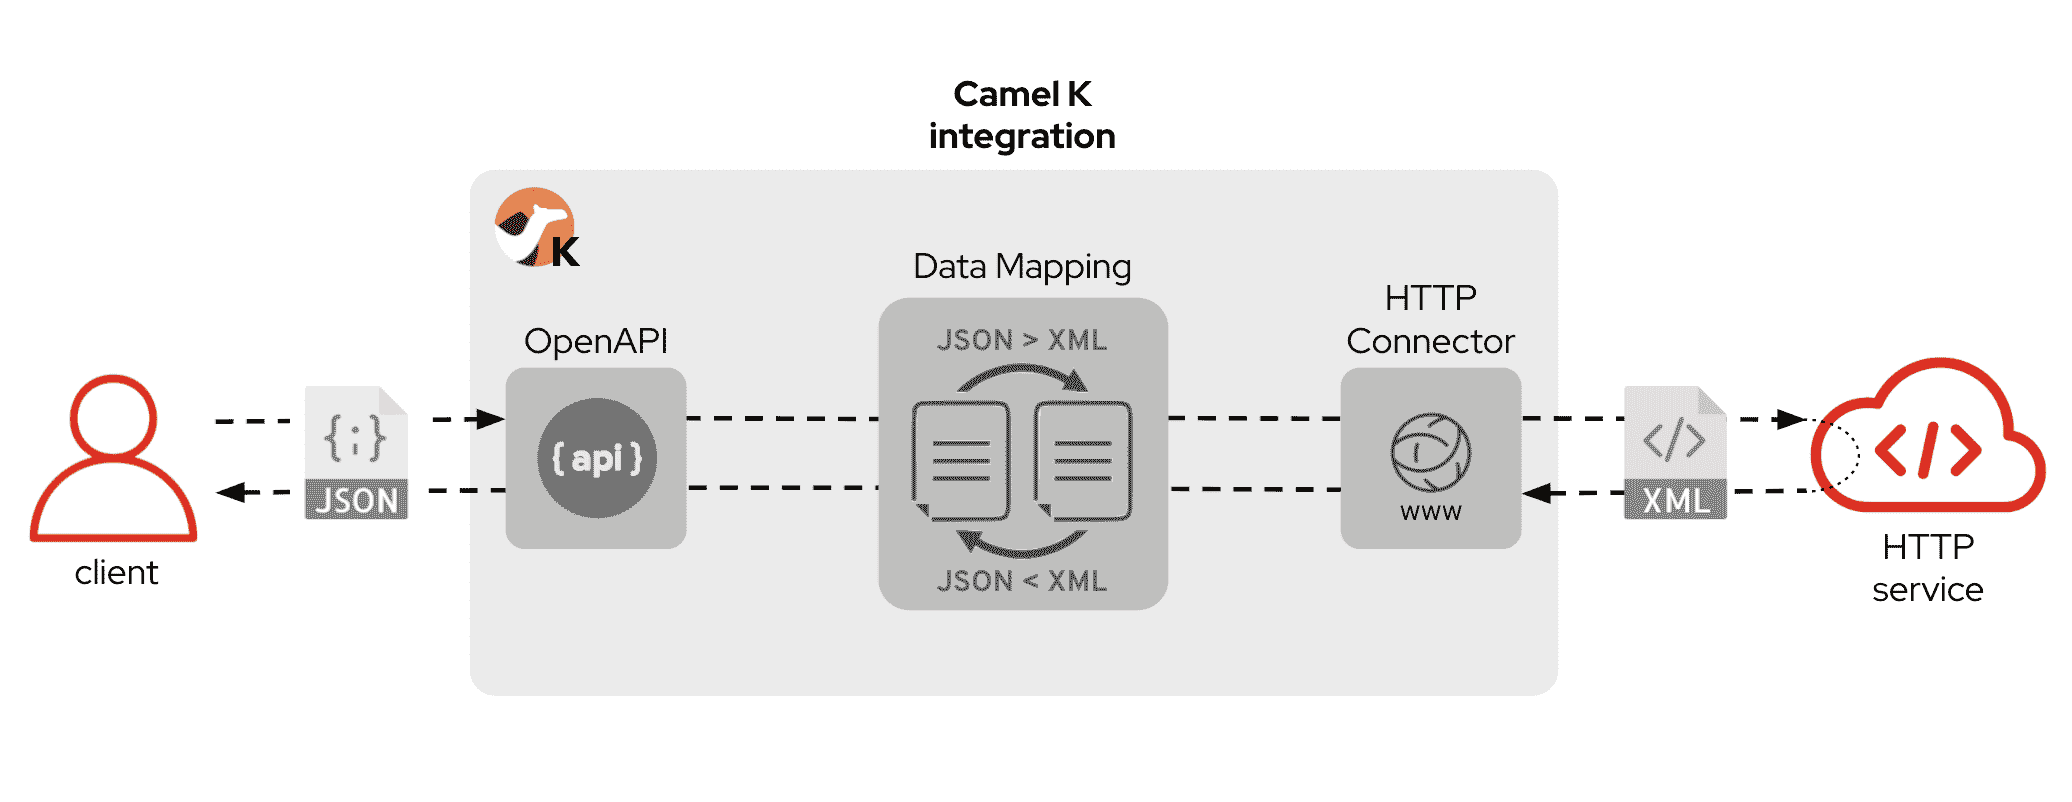 Camel K
integration
K
Data Mapping
HTTP
Connector
OpenAPI
JSON > XML
{ api }
{;}
JSON
</>
XML
</>
www
JSON < XML
client
HTTP
service